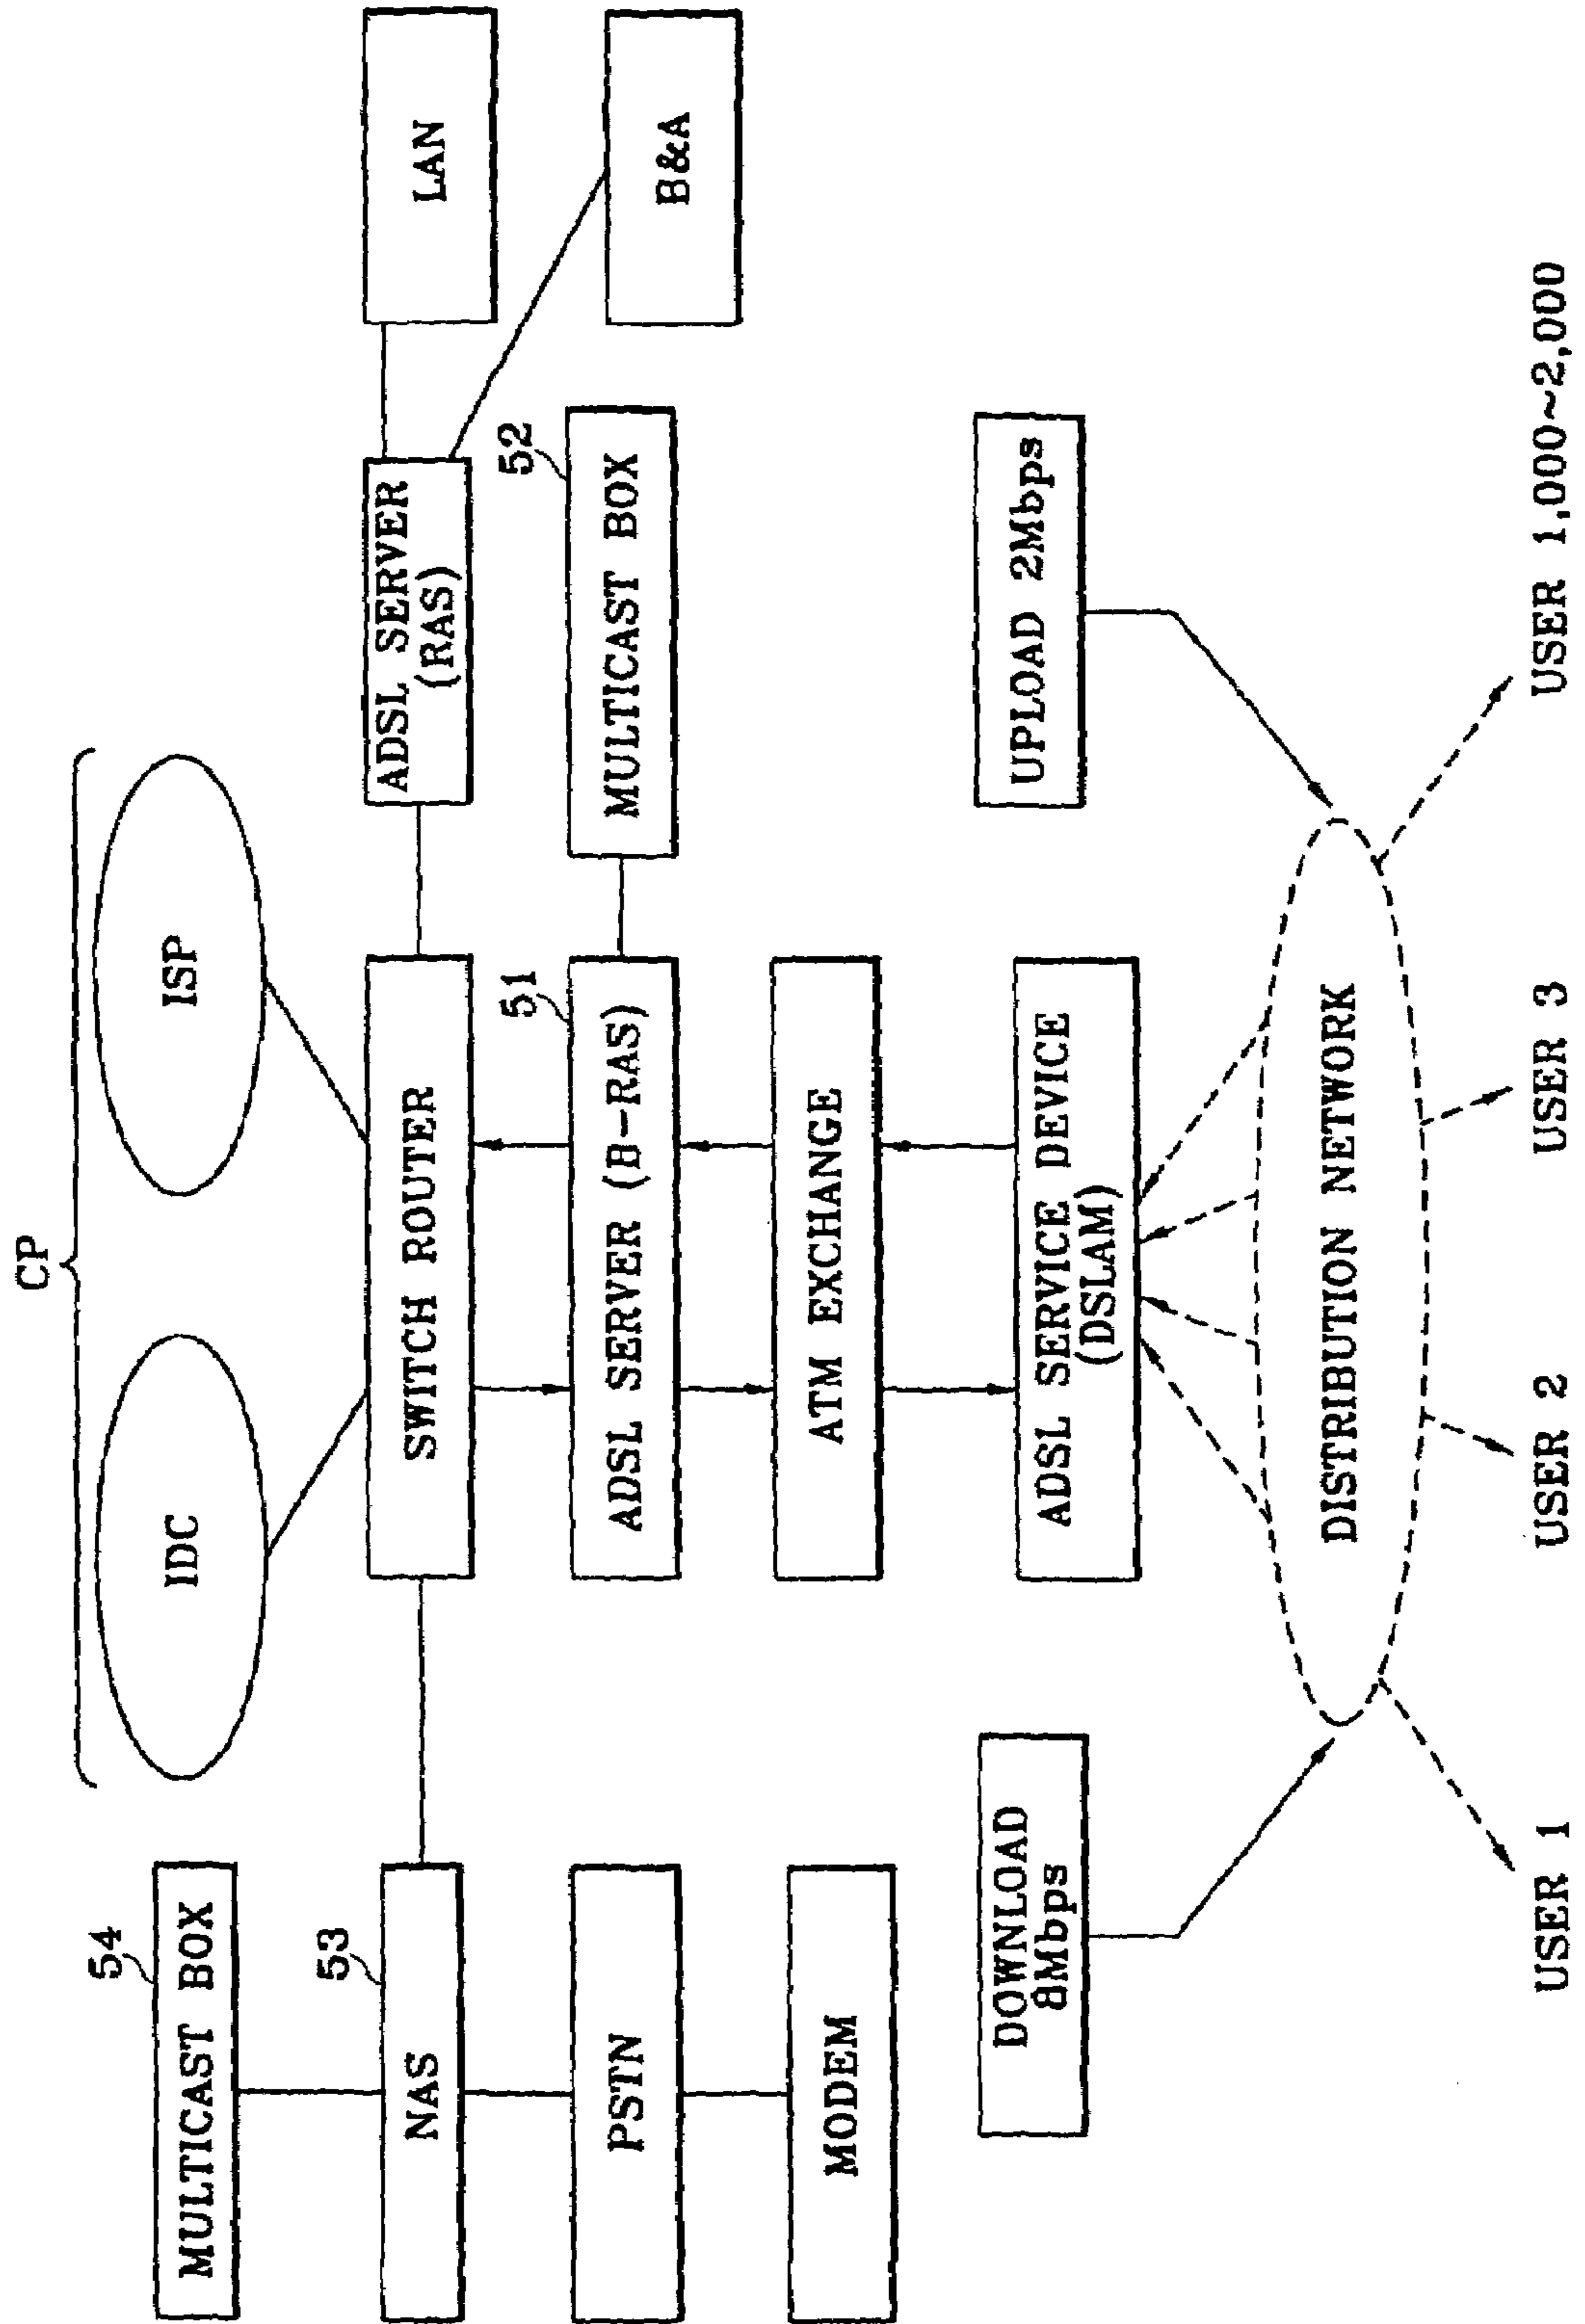 CP
IDC
ISP
54
MULTICAST BOX
53
NAS
SWITCH ROUTER
ADSL SERVER
(RAS)
LAN
51
52
PSTN
ADSL SERVER (B-RAS)
MULTICAST BOX
B&A
MODEM
ATM EXCHANGE
DOWNLOAD
8Mbps
ADSL SERVICE DEVICE
(DSLAM)
UPLOAD 2Mbps
DISTRIBUTION NETWORK
USER 1
USER 2
USER 3
USER 1,000~2,000